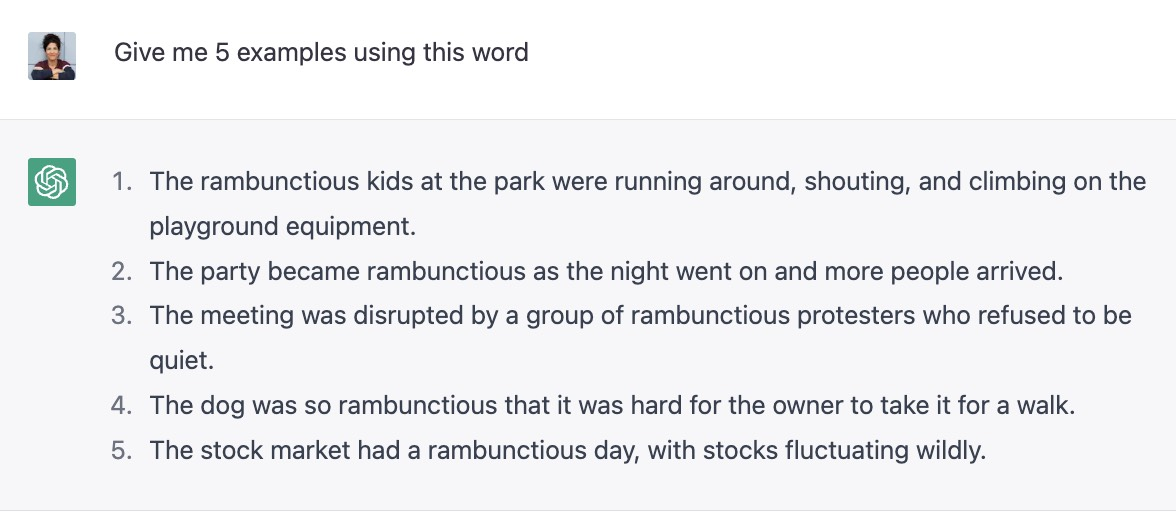 Give me 5 examples using this word
1. The rambunctious kids at the park were running around, shouting, and climbing on the
playground equipment.
2. The party became rambunctious as the night went on and more people arrived.
3. The meeting was disrupted by a group of rambunctious protesters who refused to be
quiet.
4. The dog was so rambunctious that it was hard for the owner to take it for a walk.
5. The stock market had a rambunctious day, with stocks fluctuating wildly.